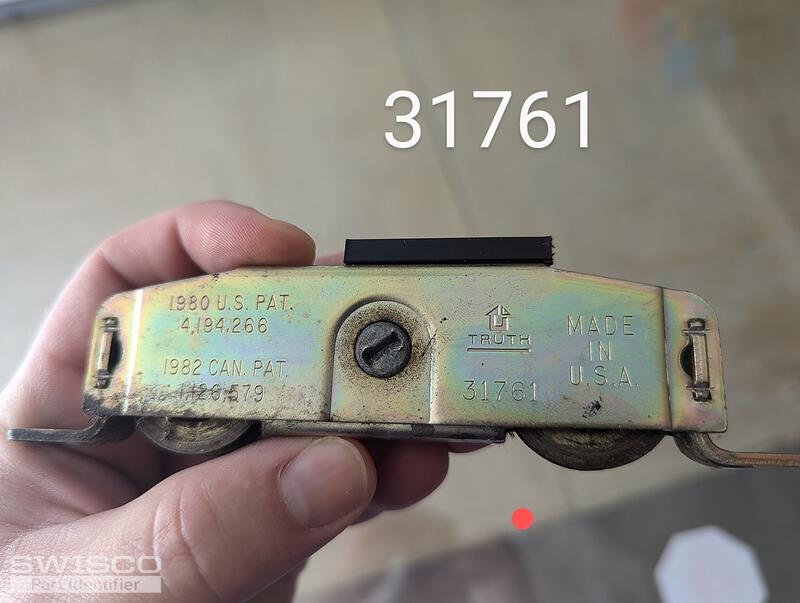 31761
1980 U.S. PAT.
4,194,266
1982 CAN. PAT.
1,126,579
TRUTH
31761
MADE
IN
U.S.A.
SWISCO
Part Identifier